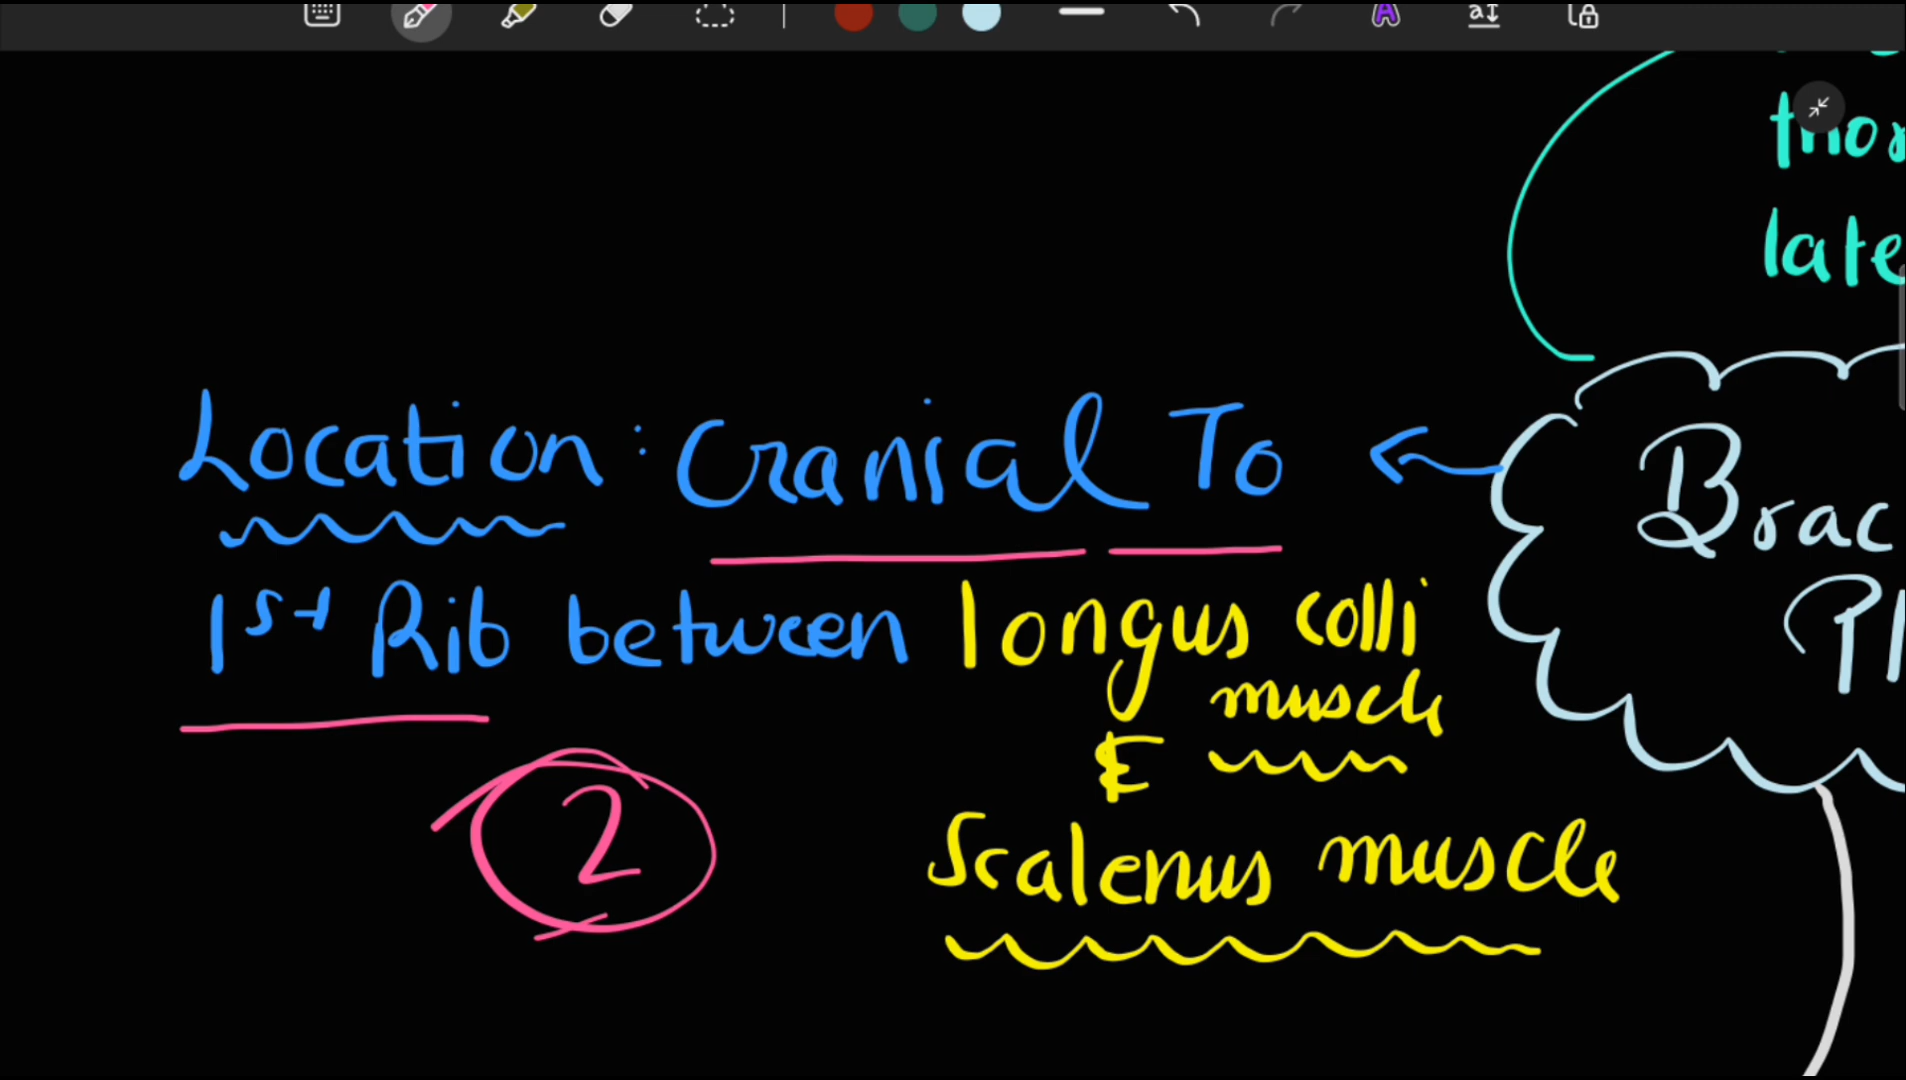 thor
late
Location: Cranial To
Brac
1st Rib between longus colli
muscle
Pl
&
2
Scalenus muscle